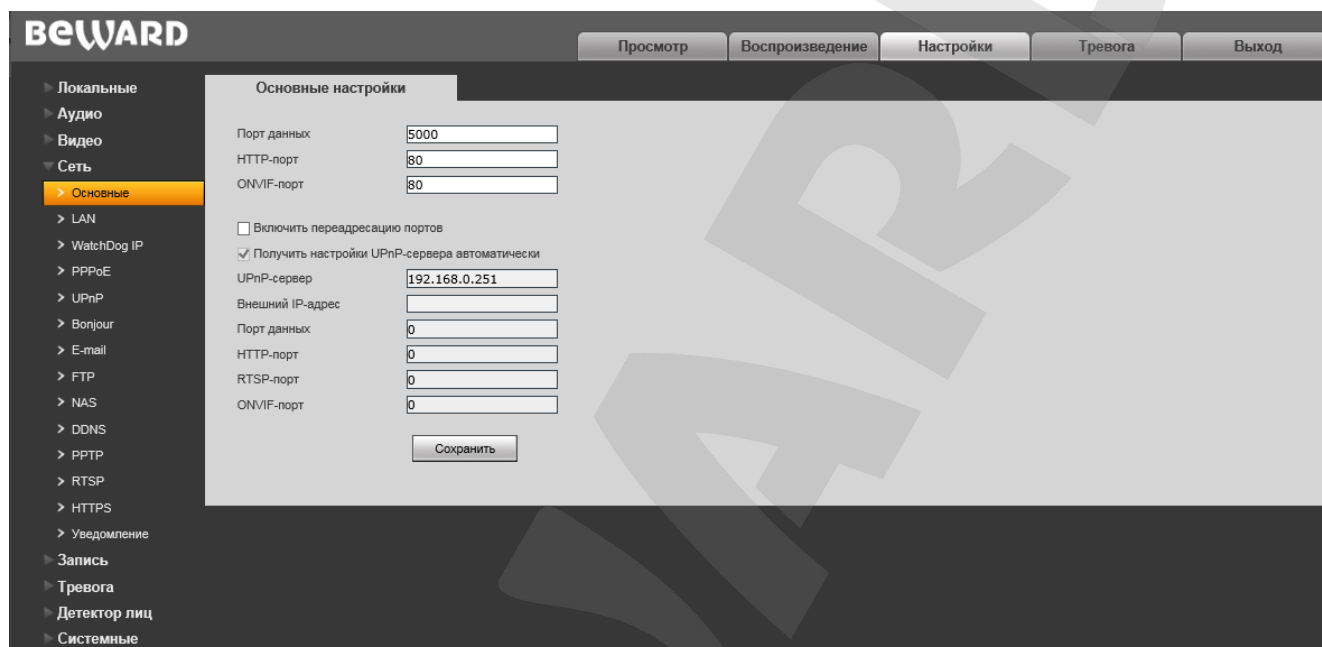 BEWARD
Просмотр Воспроизведение Настройки Тревога Выход
Локальные
Аудио
Видео
Сеть
Основные
LAN
WatchDog IP
PPPoE
UPnP
Bonjour
E-mail
FTP
NAS
DDNS
PPTP
RTSP
HTTPS
Уведомление
Запись
Тревога
Детектор лиц
Системные
Основные настройки
Порт данных 5000
HTTP-порт 80
ONVIF-порт 80
Включить переадресацию портов
Получить настройки UPnP-сервера автоматически
UPnP-сервер 192.168.0.251
Внешний IP-адрес
Порт данных 0
HTTP-порт 0
RTSP-порт 0
ONVIF-порт 0
Сохранить